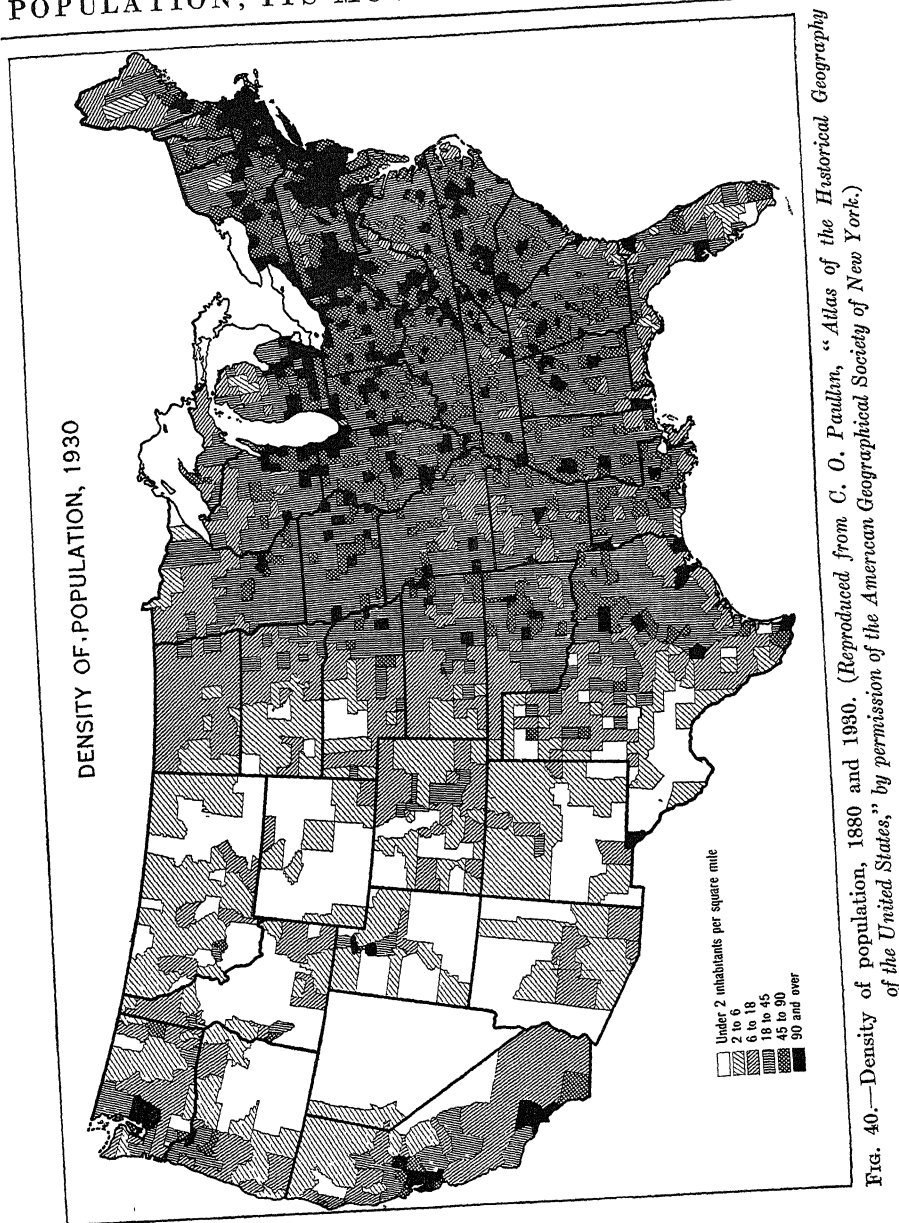 POPULATION, ITS
DENSITY OF POPULATION, 1930
Under 2 inhabitants per square mile
2 to 6
6 to 18
18 to 45
45 to 90
90 and over
FIG. 40.—Density of population, 1880 and 1930. (Reproduced from C. O. Paullin, "Atlas of the Historical Geography
of the United States," by permission of the American Geographical Society of New York.)
of